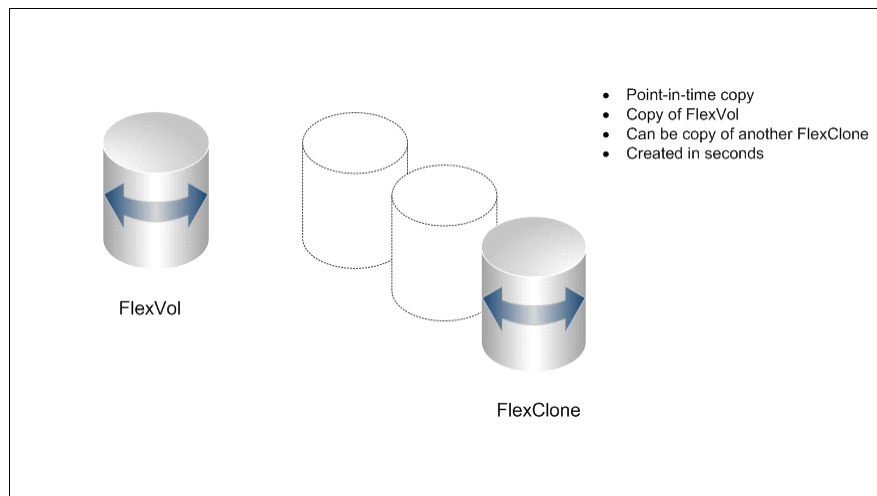 • Point-in-time copy
• Copy of FlexVol
• Can be copy of another FlexClone
• Created in seconds
FlexVol
FlexClone